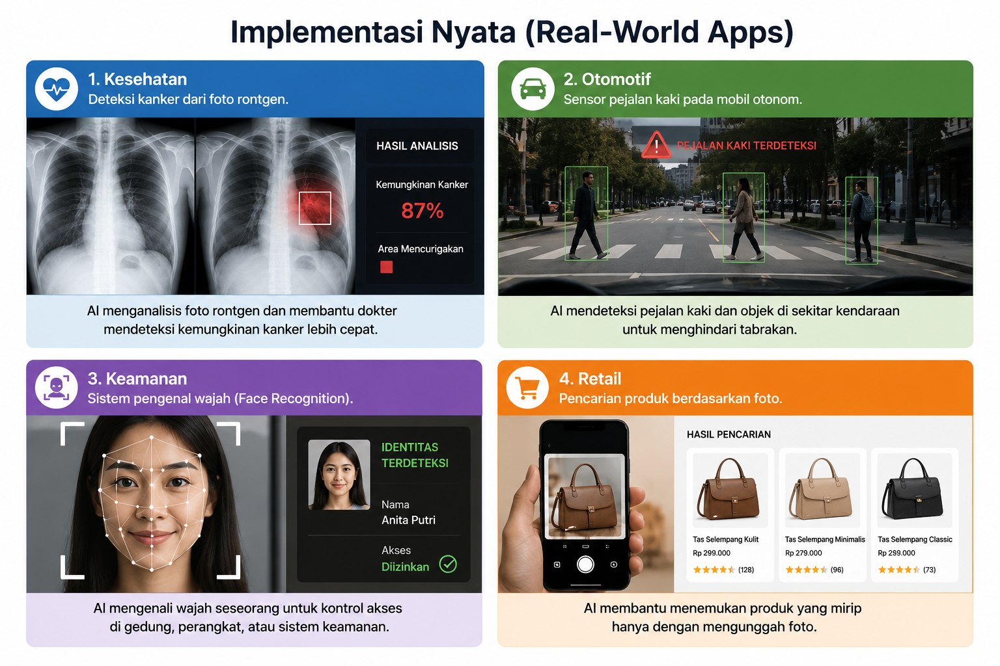 Implementasi Nyata (Real-World Apps)
1. Kesehatan
Deteksi kanker dari foto rontgen.
HASIL ANALISIS
Kemungkinan Kanker
87%
Area Mencurigakan
AI menganalisis foto rontgen dan membantu dokter
mendeteksi kemungkinan kanker lebih cepat.
2. Otomotif
Sensor pejalan kaki pada mobil otonom.
PEJALAN KAKI TERDETEKSI
AI mendeteksi pejalan kaki dan objek di sekitar kendaraan
untuk menghindari tabrakan.
3. Keamanan
Sistem pengenal wajah (Face Recognition).
IDENTITAS
TERDETEKSI
Nama
Anita Putri
Akses
Diizinkan
AI mengenali wajah seseorang untuk kontrol akses
di gedung, perangkat, atau sistem keamanan.
4. Retail
Pencarian produk berdasarkan foto.
HASIL PENCARIAN
Tas Selempang Kulit
Rp 299.000
(128)
Tas Selempang Minimalis
Rp 279.000
(96)
Tas Selempang Classic
Rp 299.000
(73)
AI membantu menemukan produk yang mirip
hanya dengan mengunggah foto.